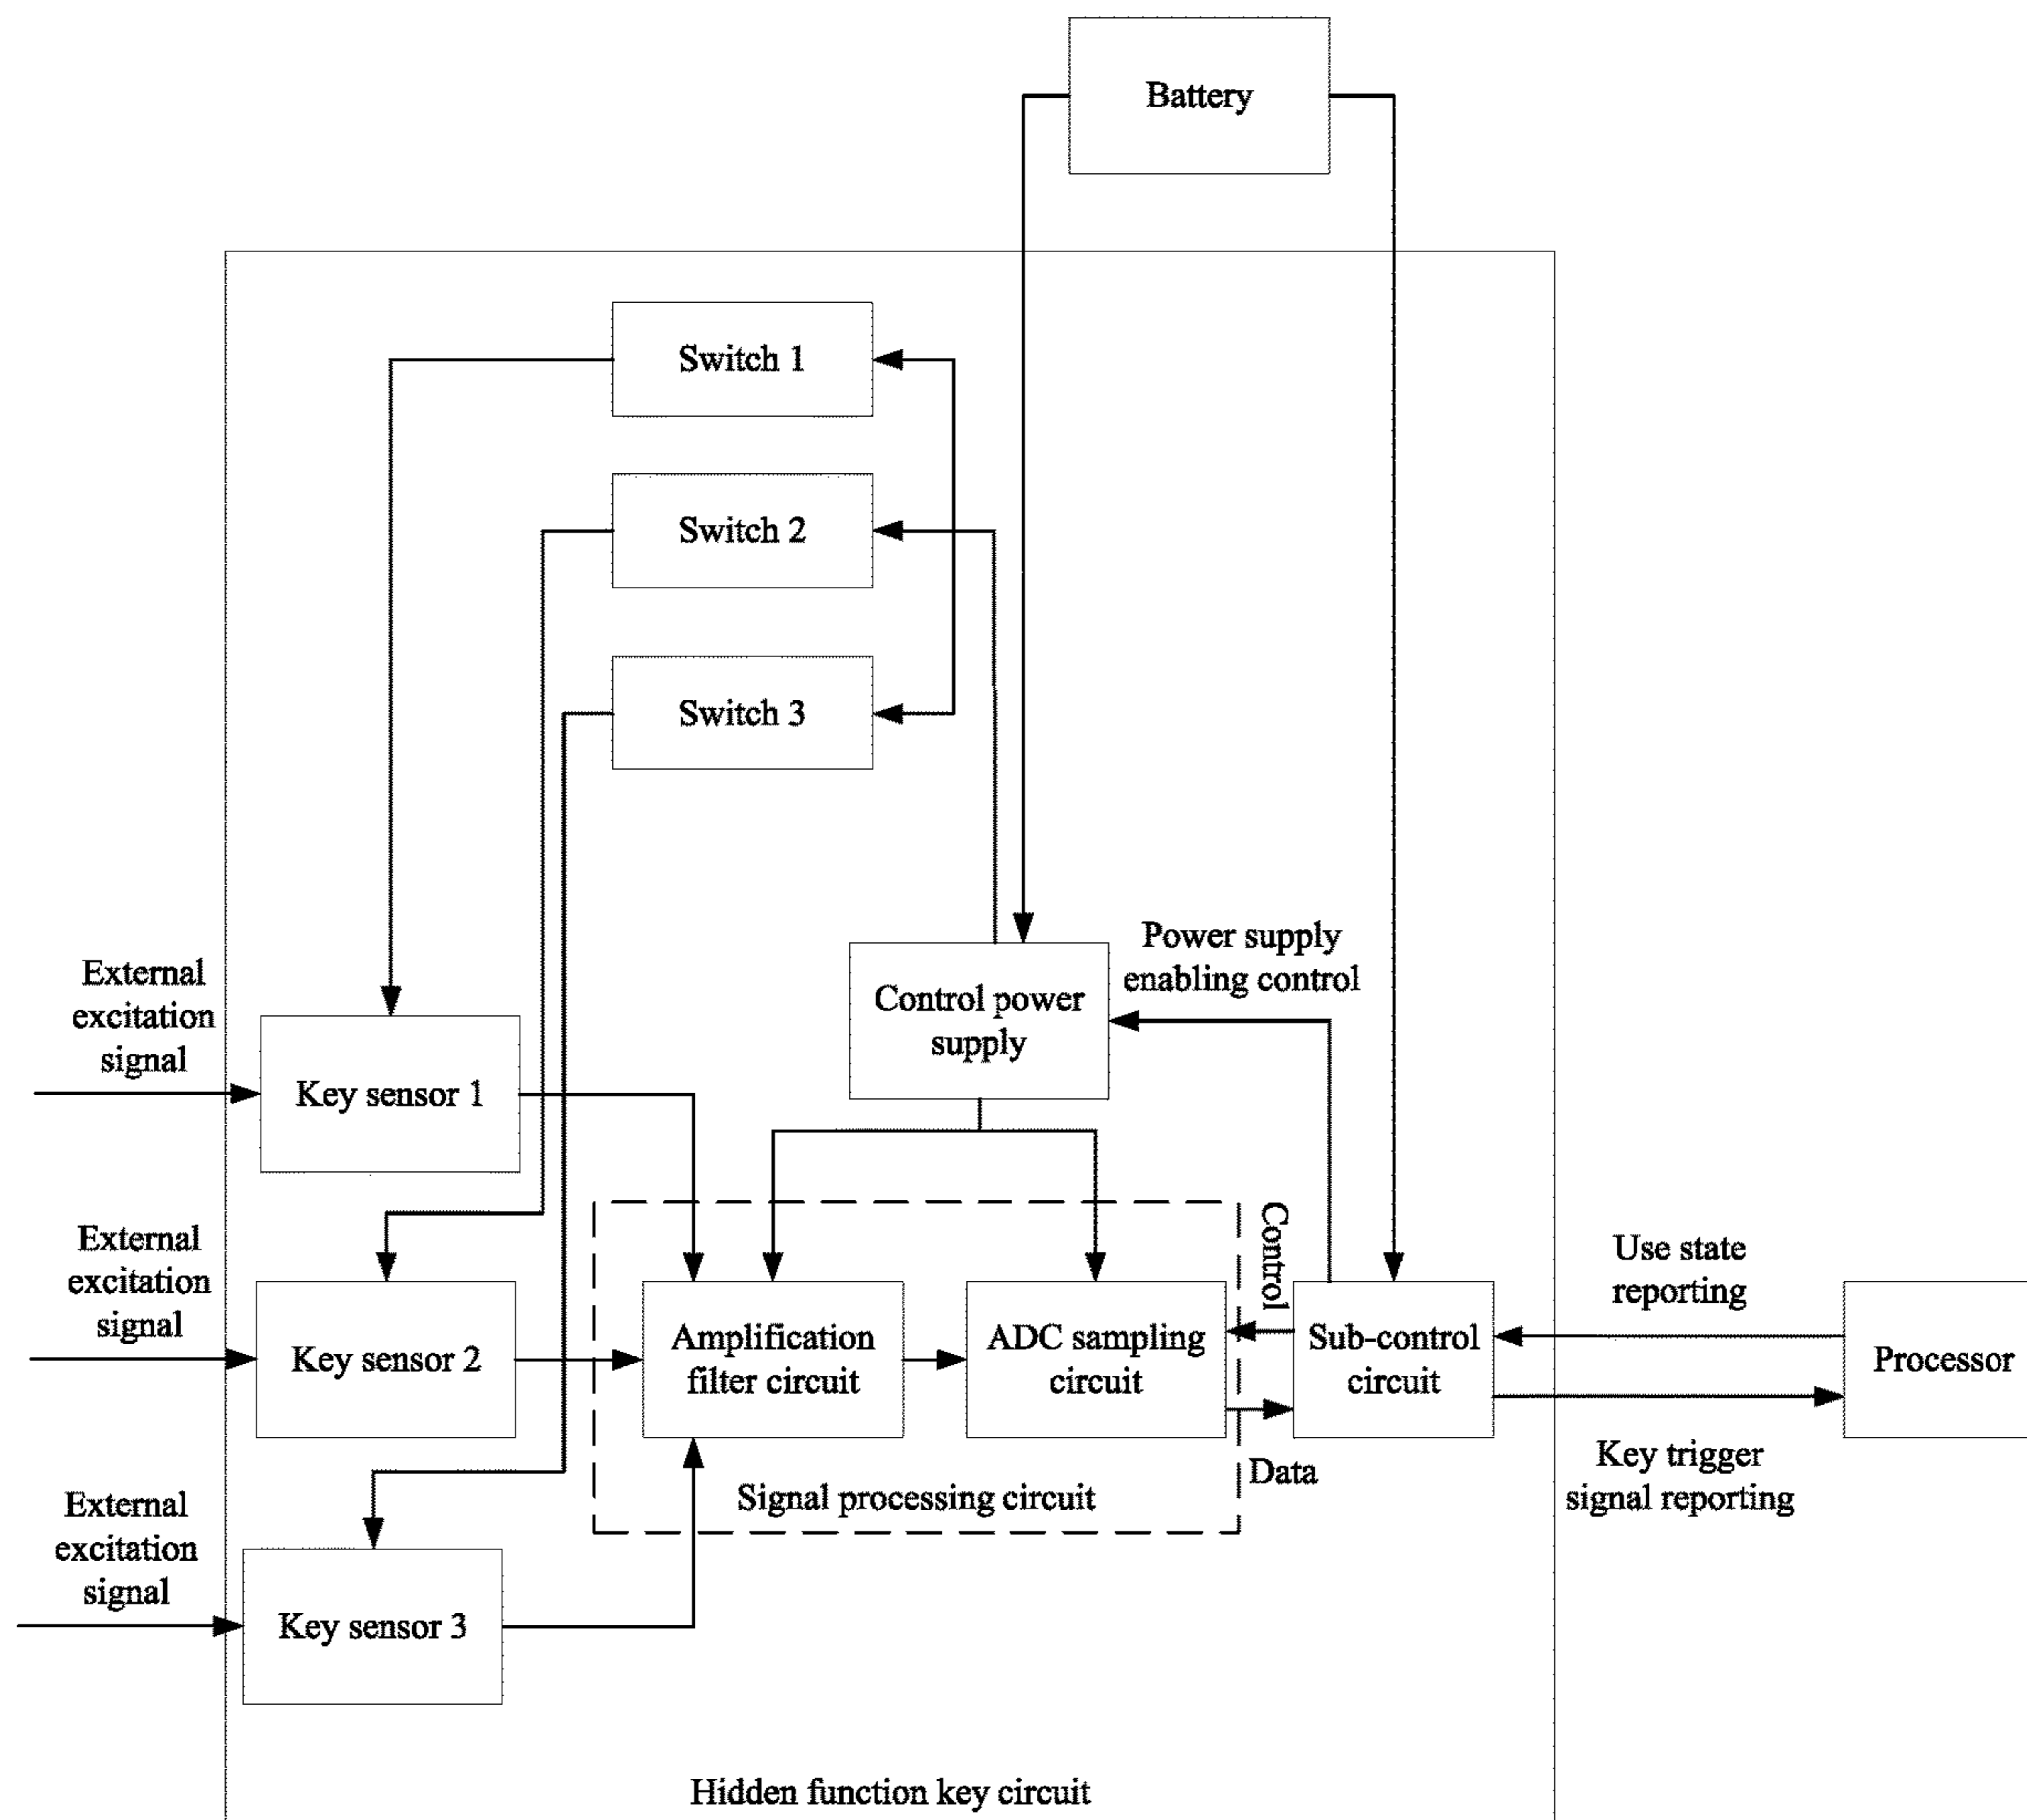 Battery
Switch 1
Switch 2
Switch 3
Power supply
enabling control
Control power
supply
External
excitation
signal
Key sensor 1
External
excitation
signal
Key sensor 2
Control
Amplification
filter circuit
ADC sampling
circuit
Sub-control
circuit
Use state
reporting
Processor
Data
Signal processing circuit
Key trigger
signal reporting
External
excitation
signal
Key sensor 3
Hidden function key circuit